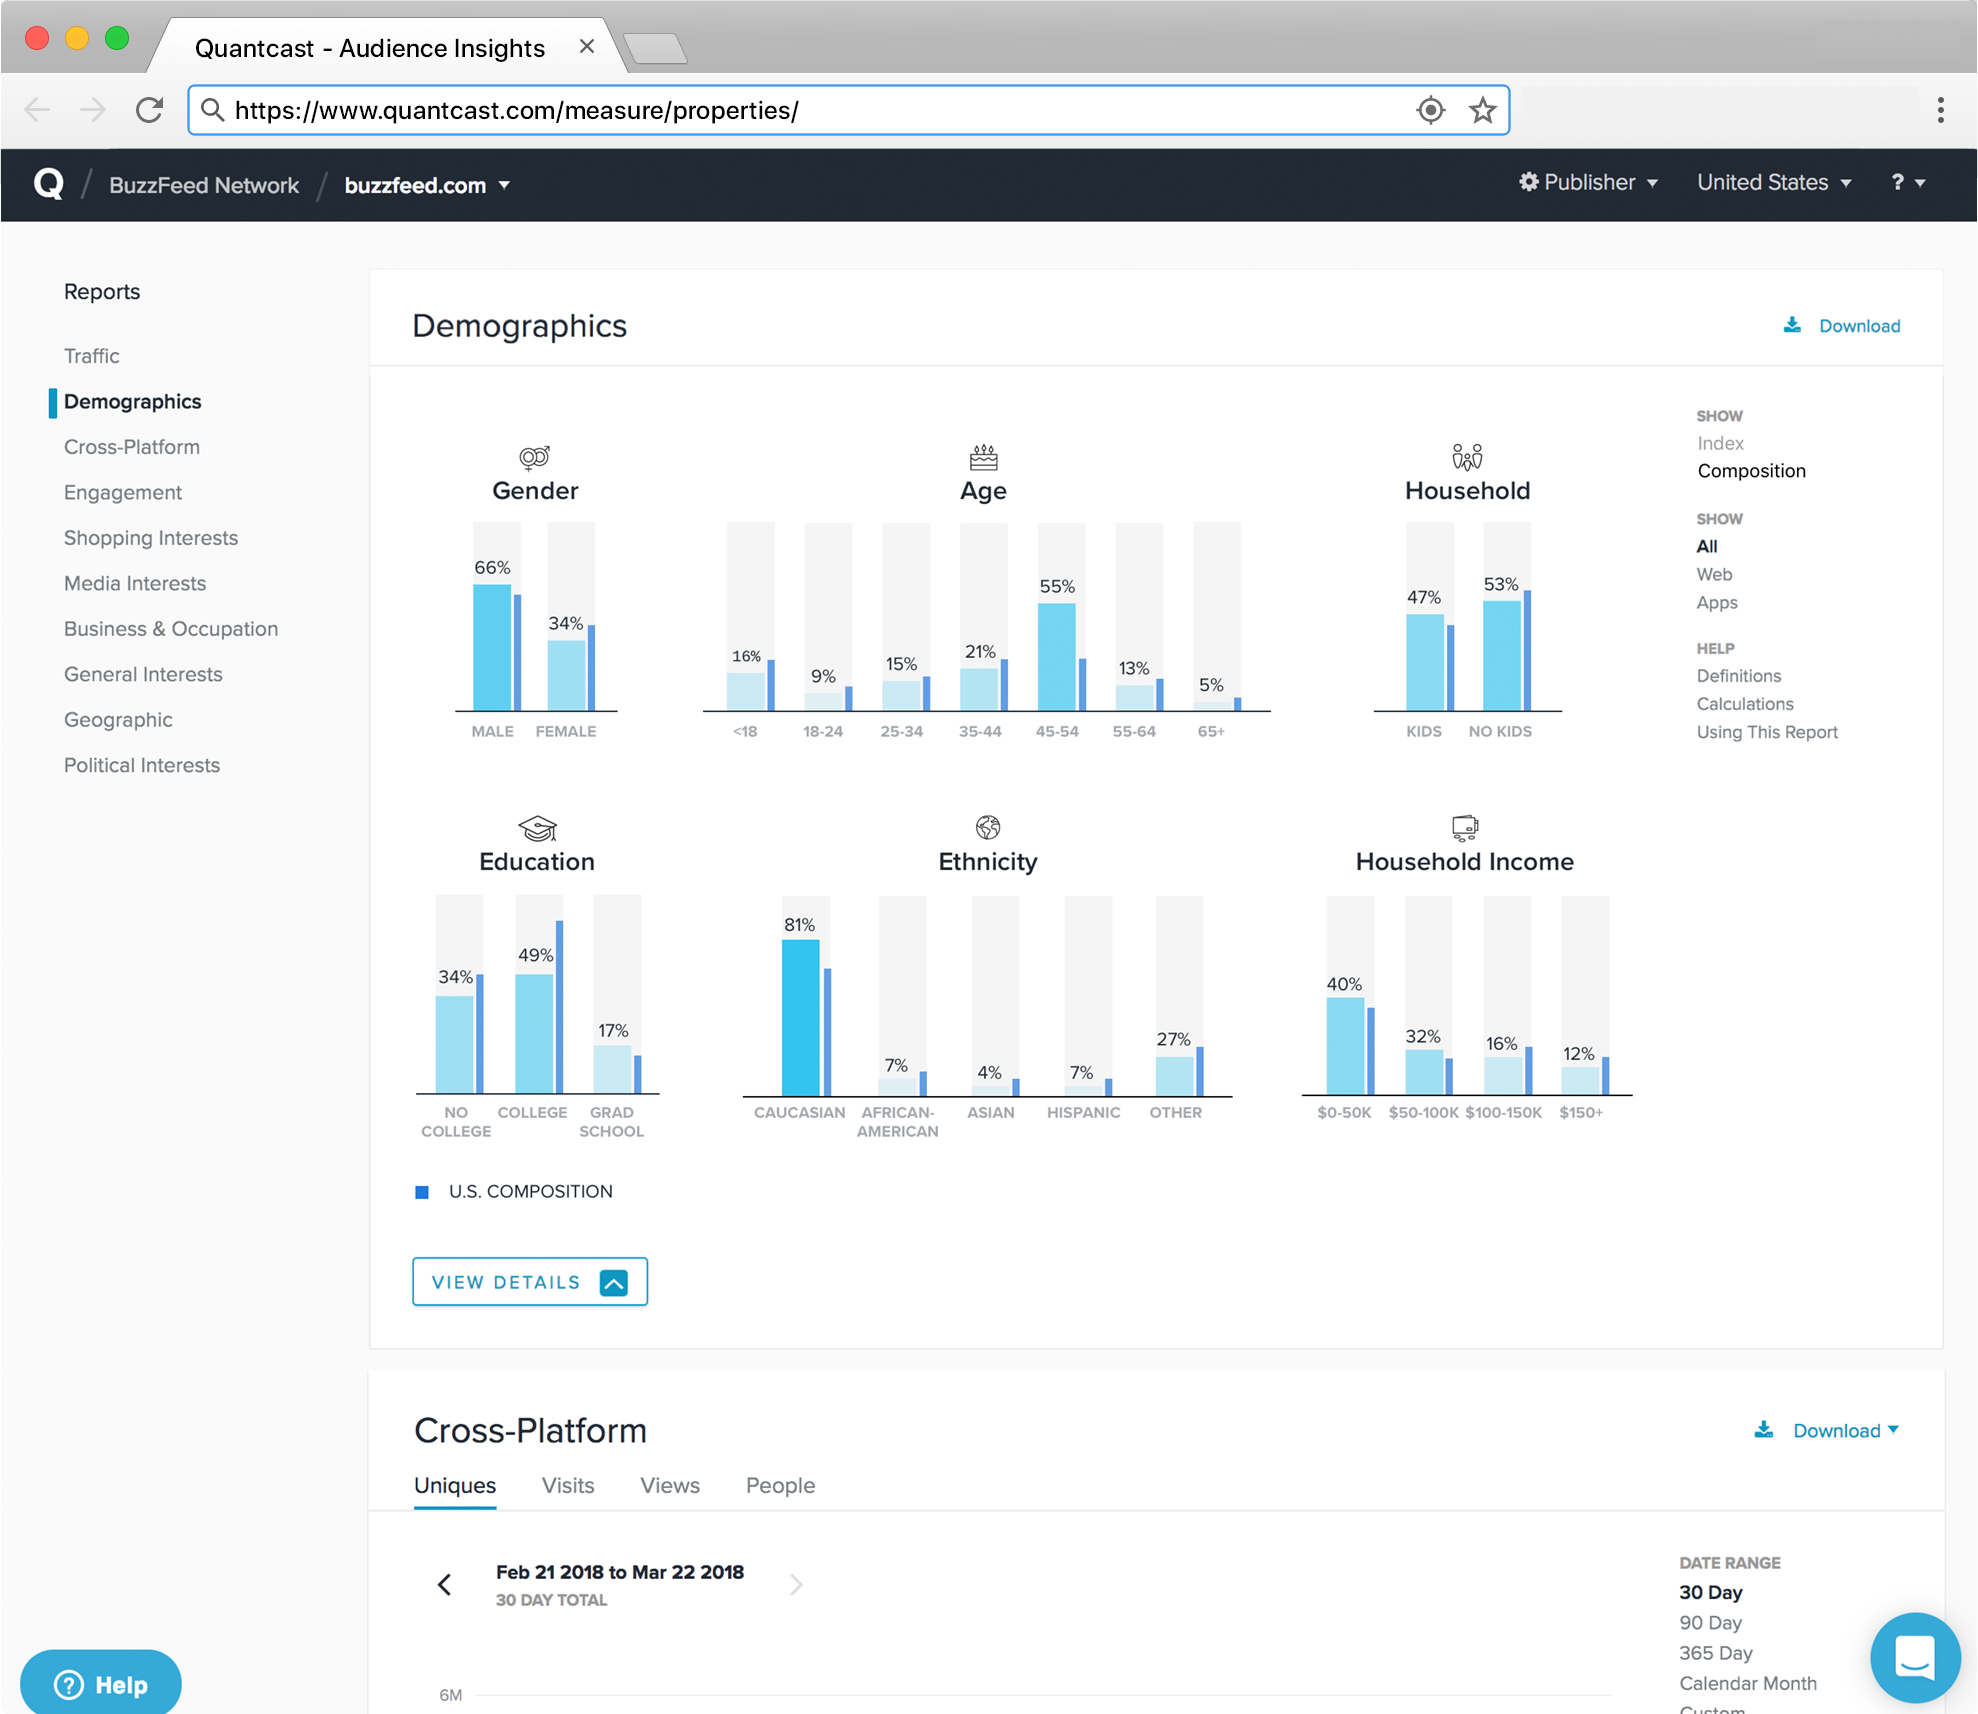 Quantcast - Audience Insights
https://www.quantcast.com/measure/properties/
Q / BuzzFeed Network / buzzfeed.com
Publisher United States ?
Reports
Traffic
Demographics
Cross-Platform
Engagement
Shopping Interests
Media Interests
Business & Occupation
General Interests
Geographic
Political Interests
Demographics
Download
Gender
66%
34%
MALE FEMALE
Age
16%
9%
15%
21%
55%
13%
5%
<18 18-24 25-34 35-44 45-54 55-64 65+
Household
47%
53%
KIDS NO KIDS
SHOW
Index
Composition
SHOW
All
Web
Apps
HELP
Definitions
Calculations
Using This Report
Education
34%
49%
17%
NO COLLEGE GRAD
COLLEGE SCHOOL
Ethnicity
81%
7%
4%
7%
27%
CAUCASIAN AFRICAN- ASIAN HISPANIC OTHER
AMERICAN
Household Income
40%
32%
16%
12%
$0-50K $50-100K $100-150K $150+
U.S. COMPOSITION
VIEW DETAILS
Cross-Platform
Download
Uniques Visits Views People
Feb 21 2018 to Mar 22 2018
30 DAY TOTAL
DATE RANGE
30 Day
90 Day
365 Day
Calendar Month
Custom
6M
? Help